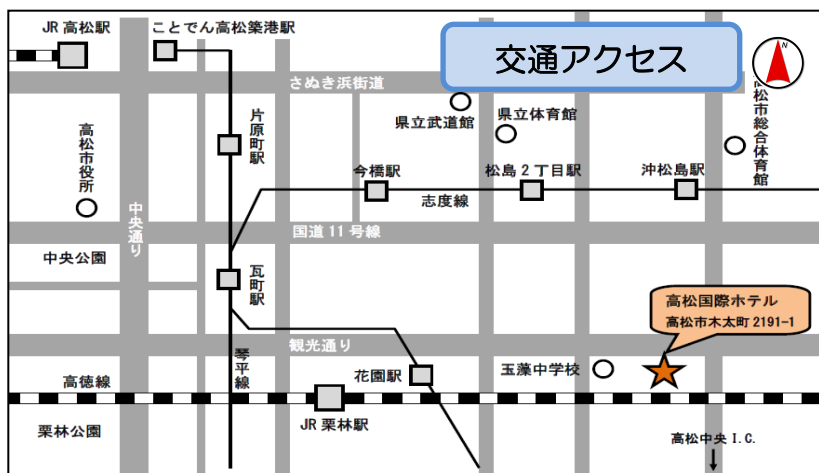 JR 高松駅
ことでん高松築港駅
交通アクセス
N
さぬき浜街道
片原町駅
県立武道館
県立体育館
高松市総合体育館
高松市役所
今橋駅
松島2丁目駅
沖松島駅
志度線
中央通り
国道11号線
中央公園
瓦町駅
高松国際ホテル
高松市木太町2191-1
観光通り
琴平線
花園駅
玉藻中学校
高徳線
JR 栗林駅
栗林公園
高松中央 I.C.